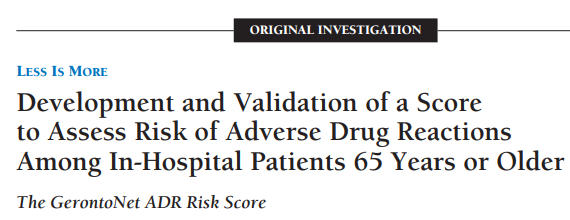 ORIGINAL INVESTIGATION
LESS IS MORE
Development and Validation of a Score
to Assess Risk of Adverse Drug Reactions
Among In-Hospital Patients 65 Years or Older
The GerontoNet ADR Risk Score